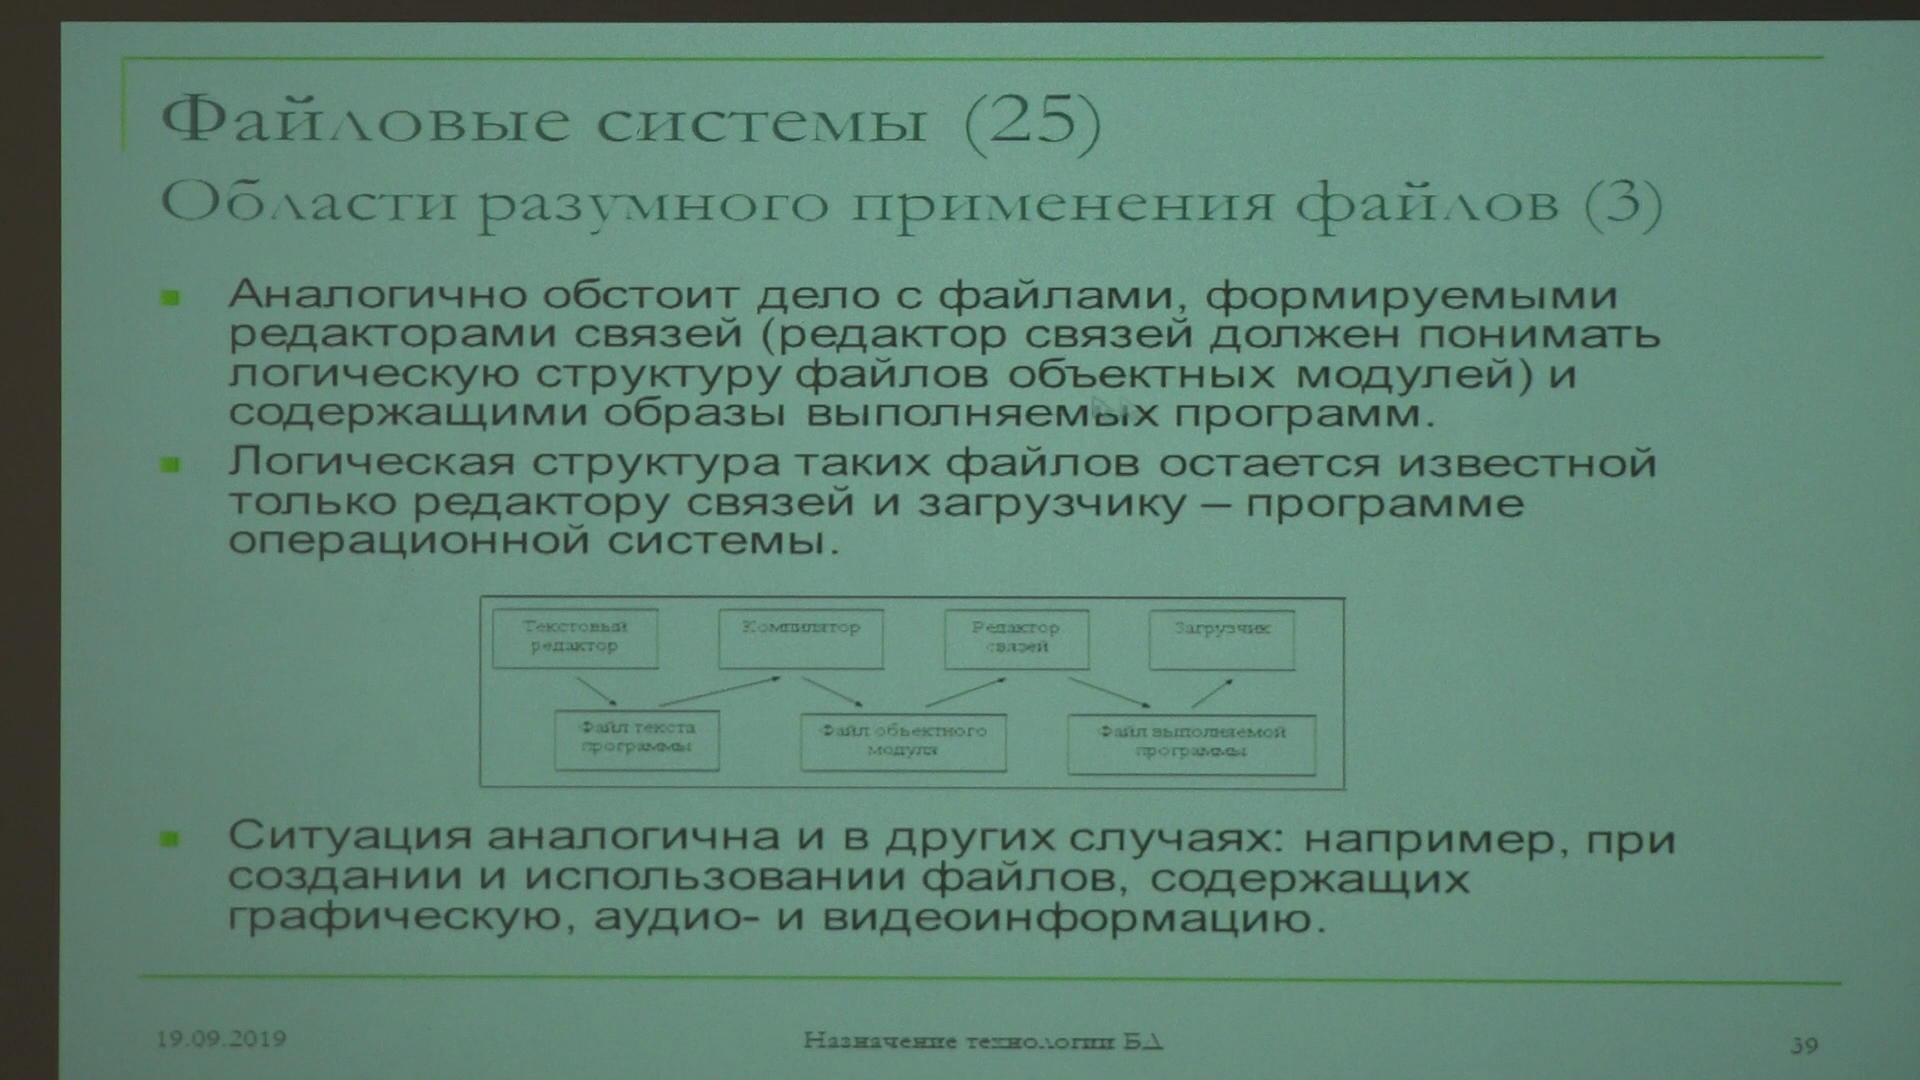 Файловые системы (25)
Области разумного применения файлов (3)
Аналогично обстоит дело с файлами, формируемыми
редакторами связей (редактор связей должен понимать
логическую структуру файлов объектных модулей) и
содержащими образы выполняемых программ.
Логическая структура таких файлов остается известной
только редактору связей и загрузчику – программе
операционной системы.
Текстовый
редактор
Компилятор
Редактор
связей
Загрузчик
Файл текста
программы
Файл объектного
модуля
Файл выполняемой
программы
Ситуация аналогична и в других случаях: например, при
создании и использовании файлов, содержащих
графическую, аудио- и видеоинформацию.
19.09.2019
Назначение технологии БД
39